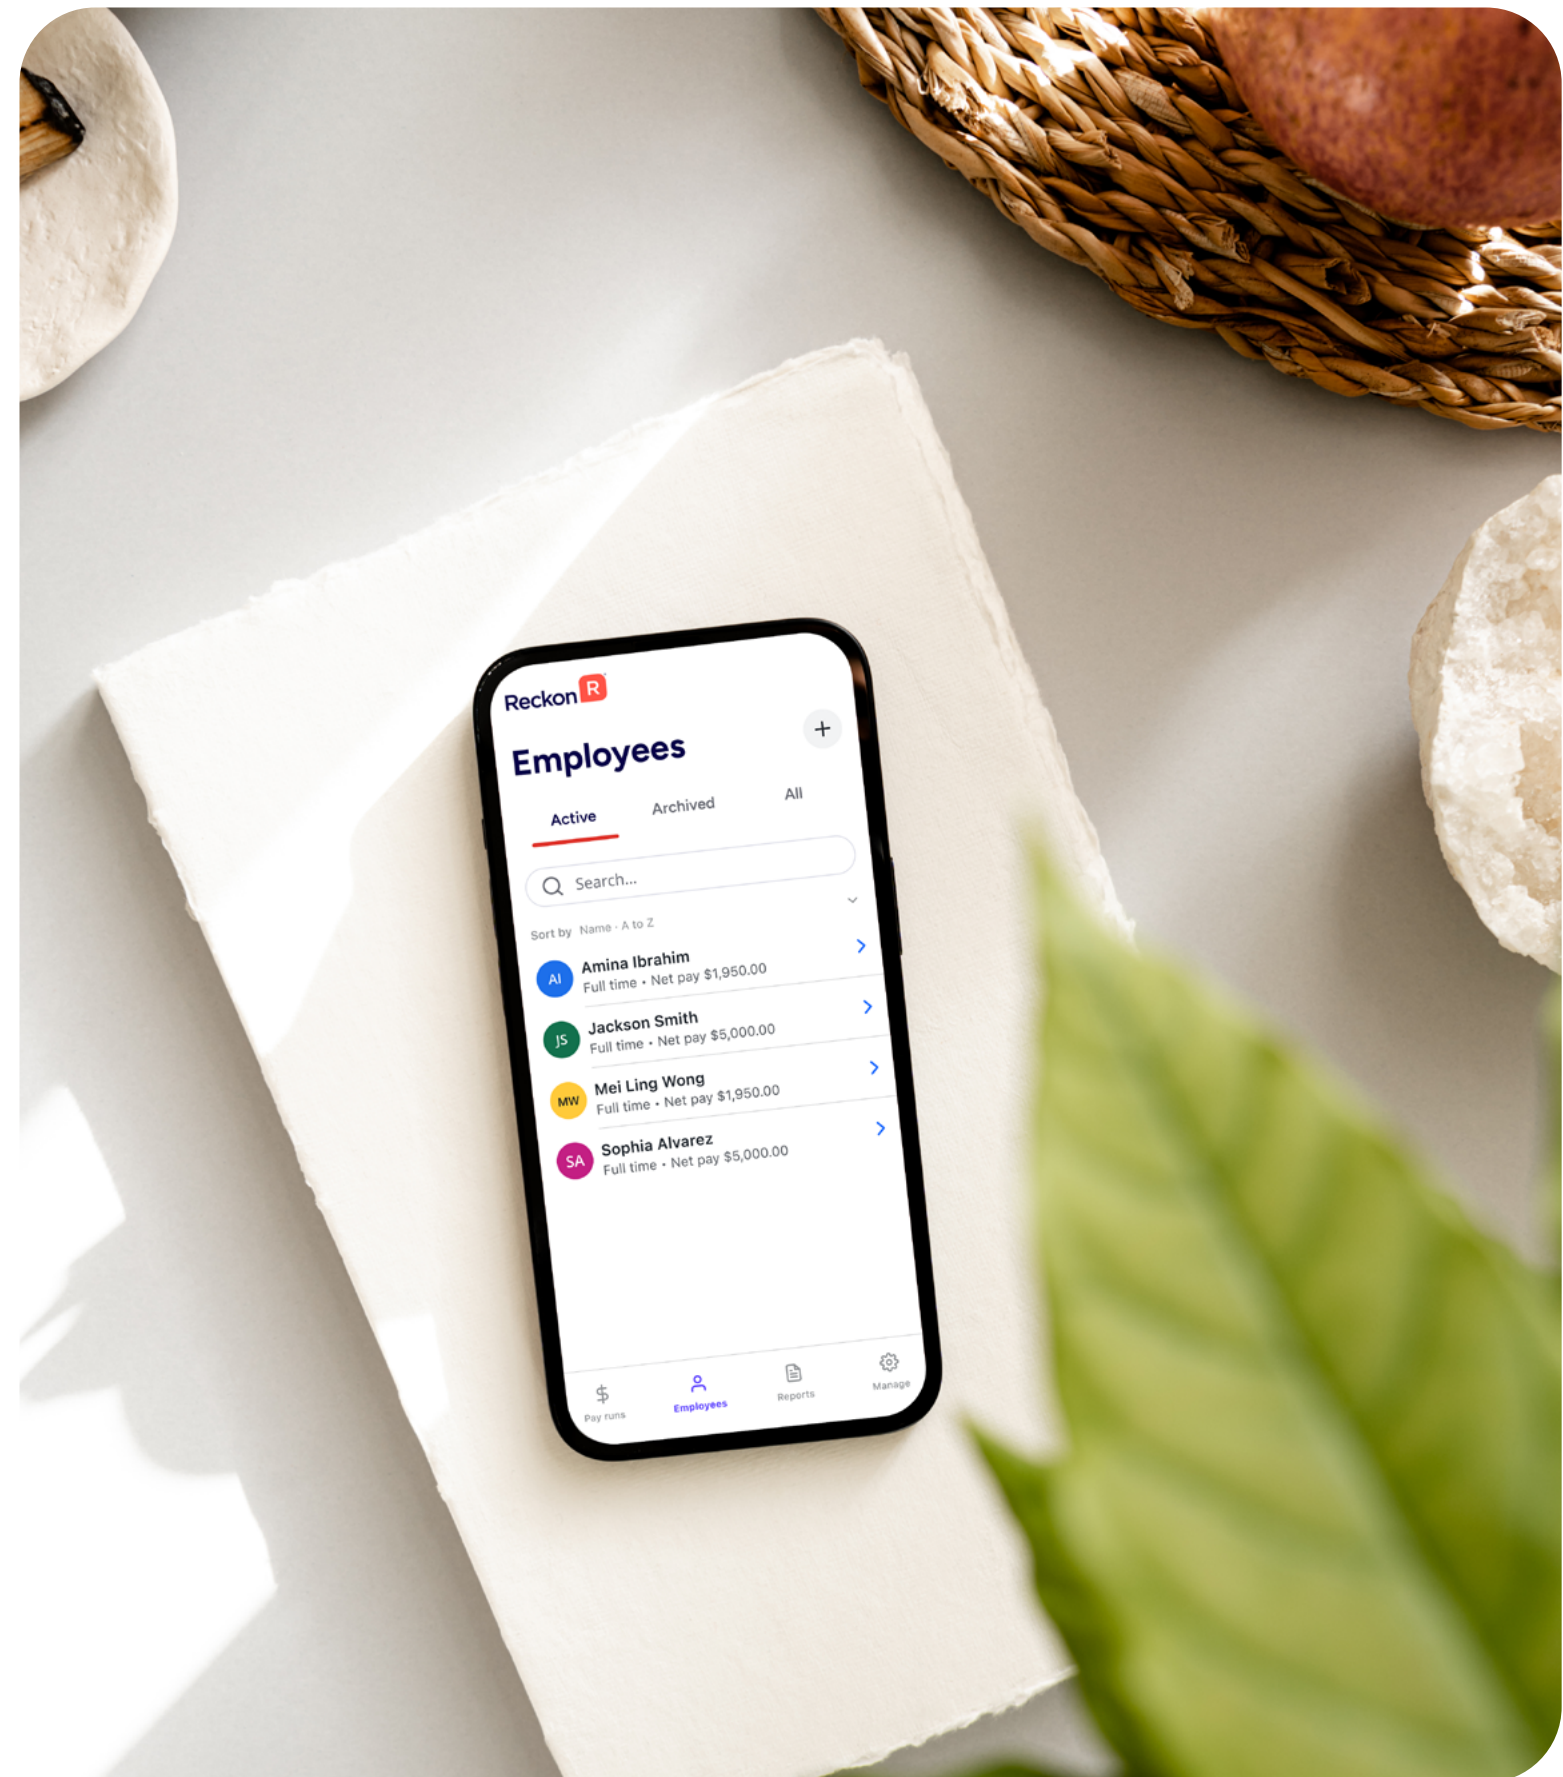 Reckon R
Employees
+
Active Archived All
Search...
Sort by Name · A to Z
AI Amina Ibrahim
Full time • Net pay $1,950.00
JS Jackson Smith
Full time • Net pay $5,000.00
MW Mei Ling Wong
Full time • Net pay $1,950.00
SA Sophia Alvarez
Full time • Net pay $5,000.00
$
Pay runs Employees Reports Manage